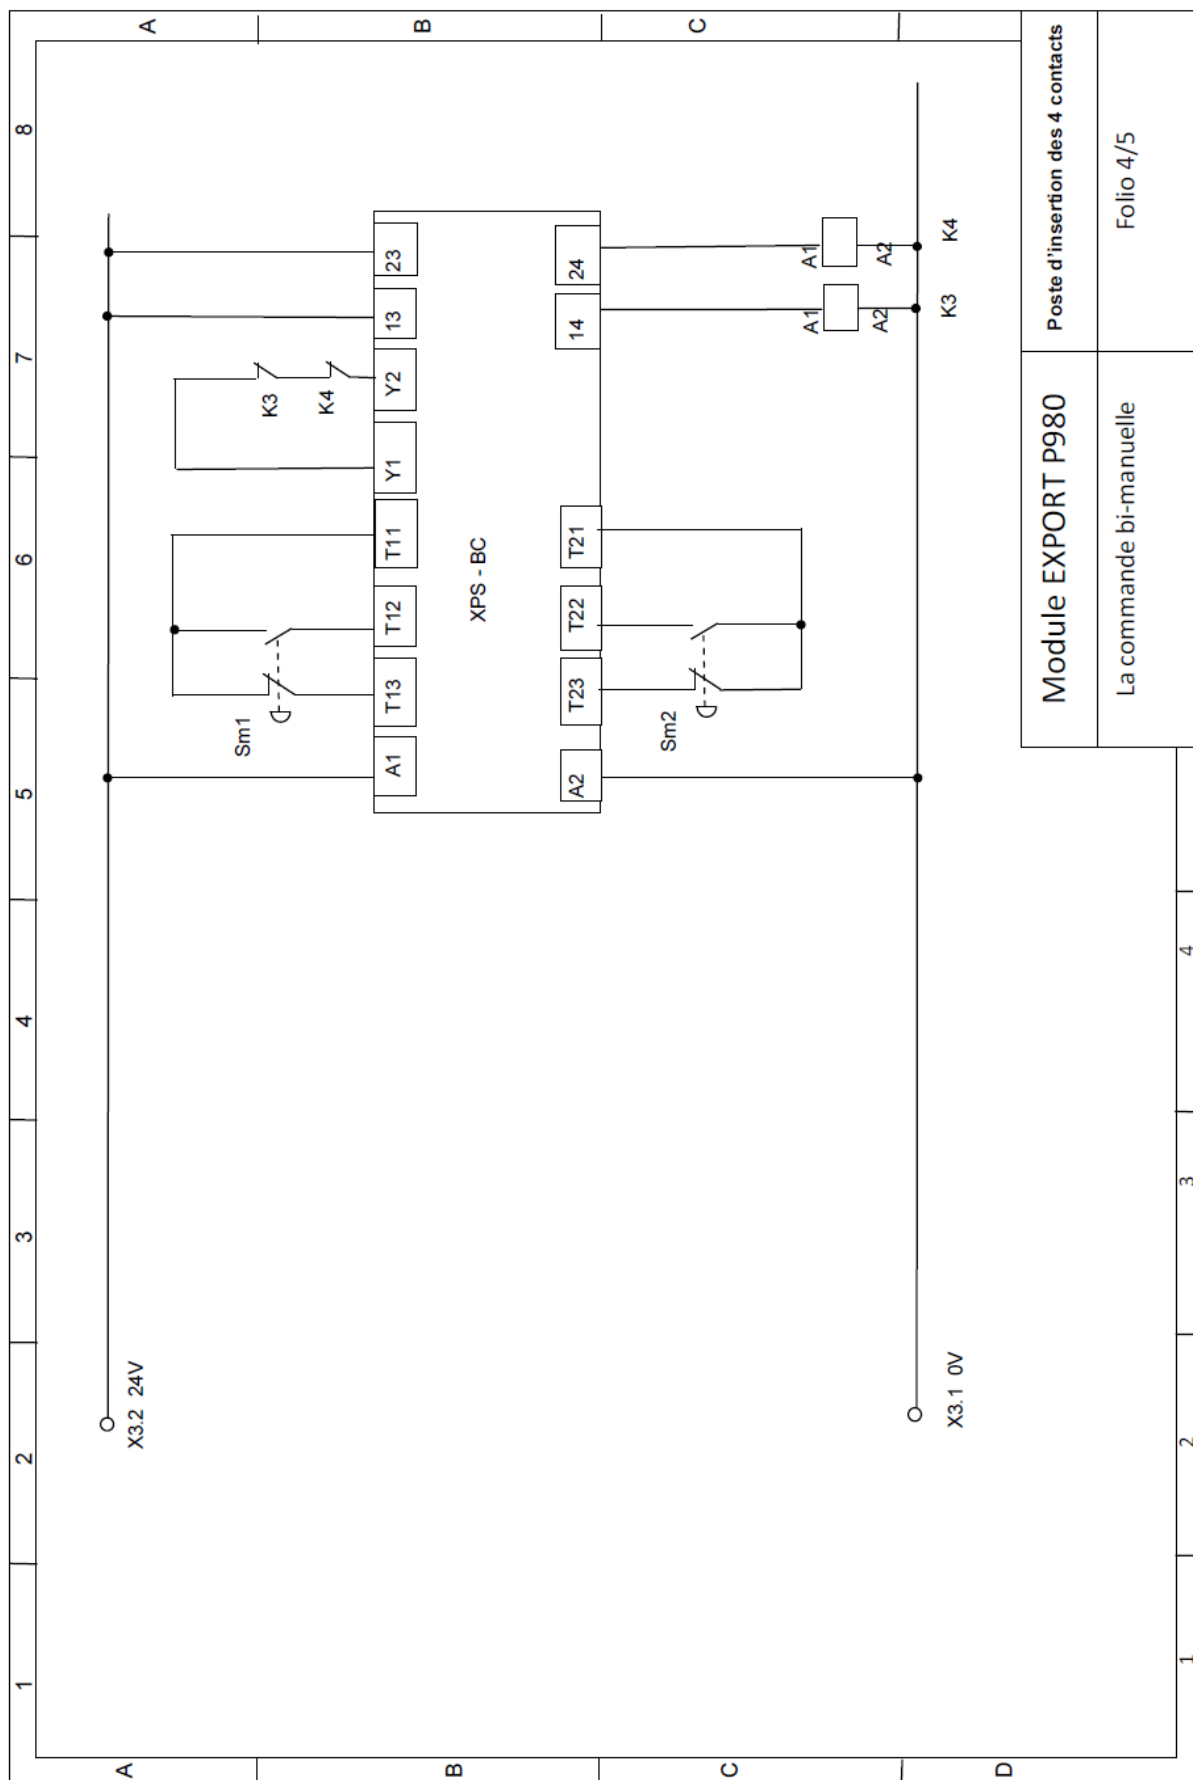 1 2 3 4 5 6 7 8
A
A
X3.2 24V
Sm1
K3
K4
B
B
A1 T13 T12 T11 Y1 Y2 13 23
XPS - BC
A2 T23 T22 T21 14 24
C
C
Sm2
A1 A1
A2 A2
X3.1 0V
K3 K4
D
Module EXPORT P980
Poste d'insertion des 4 contacts
La commande bi-manuelle
Folio 4/5
1 2 3 4